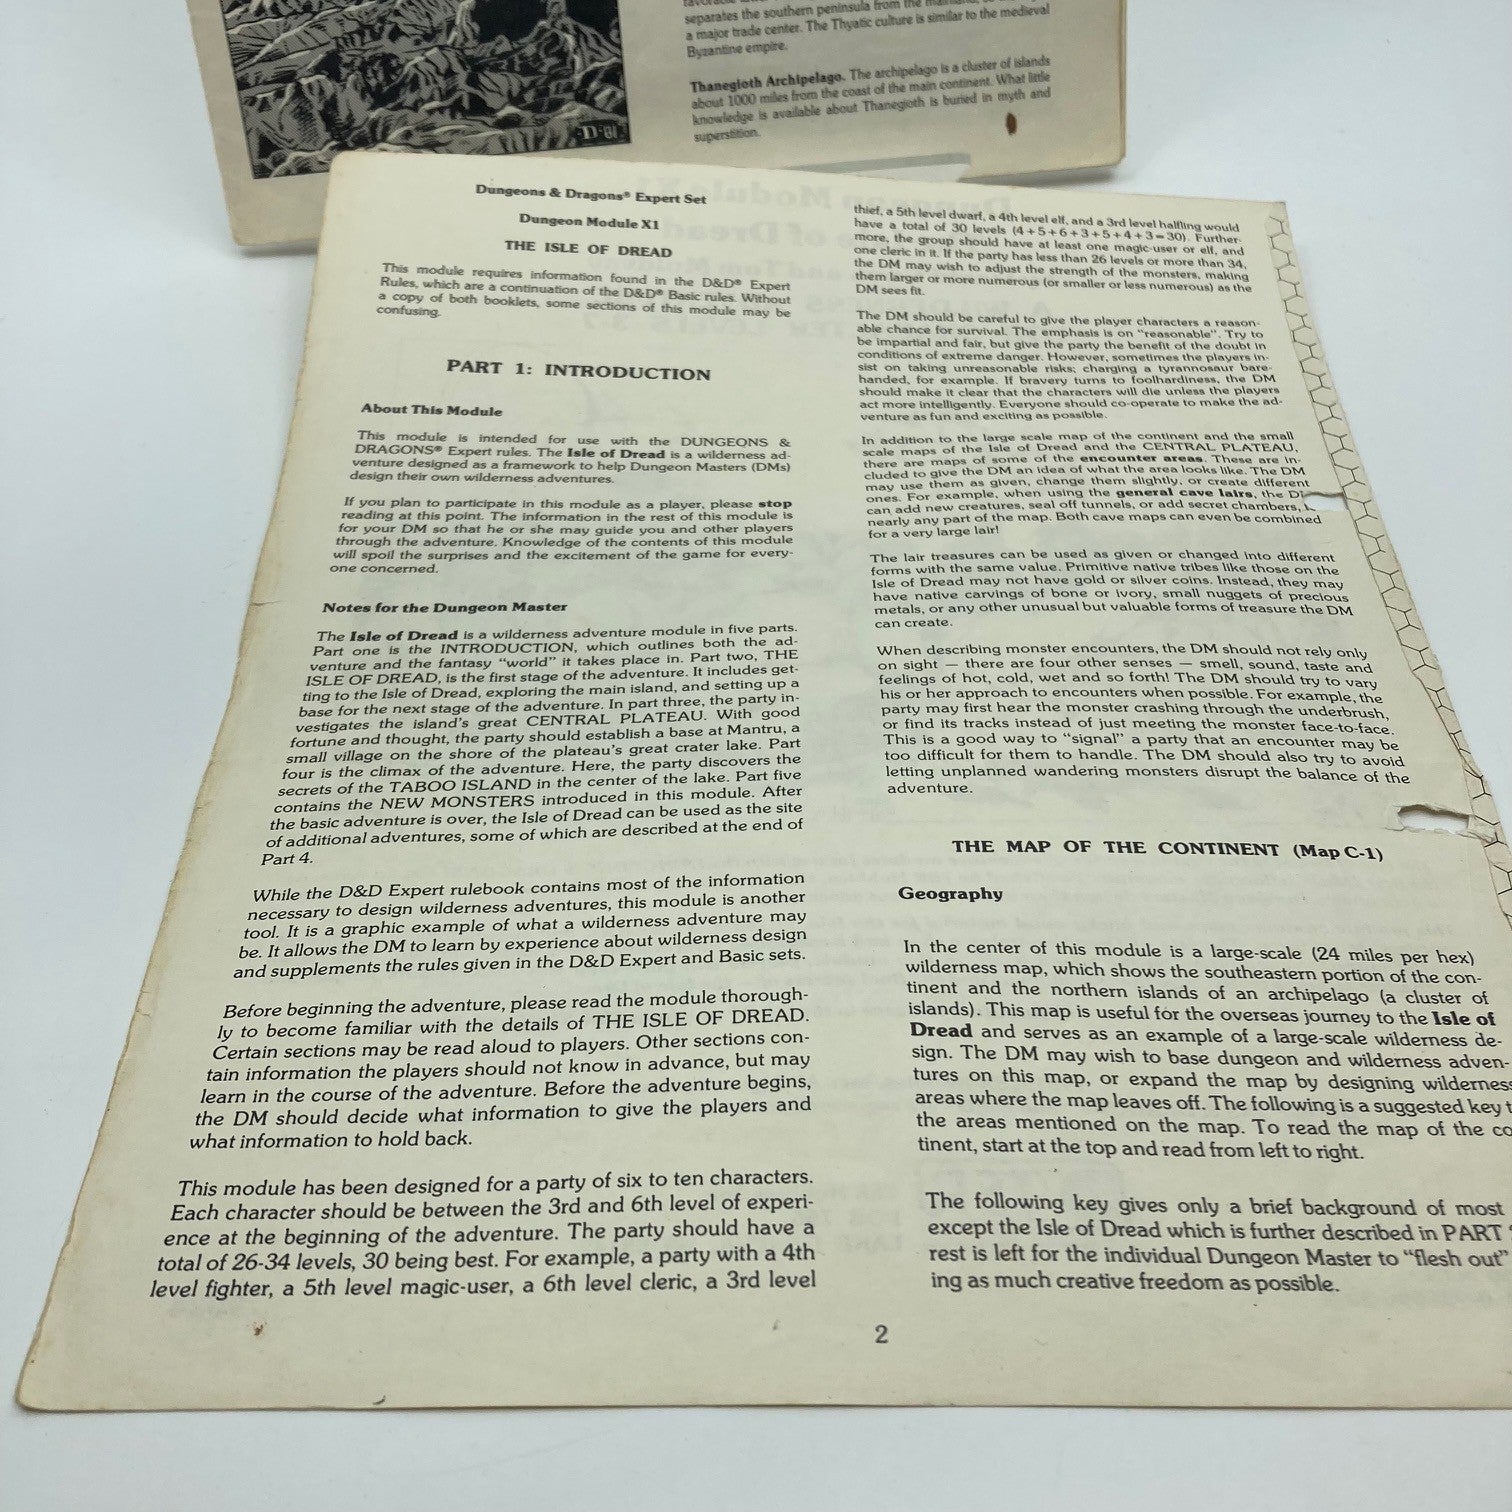 separates the southern peninsula from the mainland,
a major trade center. The Thyatic culture is similar to the medieval
Byzantine empire.
Thanegioth Archipelago. The archipelago is a cluster of islands
about 1000 miles from the coast of the main continent. What little
knowledge is available about Thanegioth is buried in myth and
superstition.
Dungeons & Dragons® Expert Set
Dungeon Module X1
THE ISLE OF DREAD
This module requires information found in the D&D® Expert
Rules, which are a continuation of the D&D® Basic rules. Without
a copy of both booklets, some sections of this module may be
confusing.
PART 1: INTRODUCTION
About This Module
This module is intended for use with the DUNGEONS &
DRAGONS® Expert rules. The Isle of Dread is a wilderness ad-
venture designed as a framework to help Dungeon Masters (DMs)
design their own wilderness adventures.
If you plan to participate in this module as a player, please stop
reading at this point. The information in the rest of this module is
for your DM so that he or she may guide you and other players
through the adventure. Knowledge of the contents of this module
will spoil the surprises and the excitement of the game for every-
one concerned.
Notes for the Dungeon Master
The Isle of Dread is a wilderness adventure module in five parts.
Part one is the INTRODUCTION, which outlines both the ad-
venture and the fantasy "world" it takes place in. Part two, THE
ISLE OF DREAD, is the first stage of the adventure. It includes get-
ting to the Isle of Dread, exploring the main island, and setting up a
base for the next stage of the adventure. In part three, the party in-
vestigates the island's great CENTRAL PLATEAU. With good
fortune and thought, the party should establish a base at Mantru, a
small village on the shore of the plateau's great crater lake. Part
four is the climax of the adventure. Here, the party discovers the
secrets of the TABOO ISLAND in the center of the lake. Part five
contains the NEW MONSTERS introduced in this module. After
the basic adventure is over, the Isle of Dread can be used as the site
of additional adventures, some of which are described at the end of
Part 4.
While the D&D Expert rulebook contains most of the information
necessary to design wilderness adventures, this module is another
tool. It is a graphic example of what a wilderness adventure may
be. It allows the DM to learn by experience about wilderness design
and supplements the rules given in the D&D Expert and Basic sets.
Before beginning the adventure, please read the module thorough-
ly to become familiar with the details of THE ISLE OF DREAD.
Certain sections may be read aloud to players. Other sections con-
tain information the players should not know in advance, but may
learn in the course of the adventure. Before the adventure begins,
the DM should decide what information to give the players and
what information to hold back.
This module has been designed for a party of six to ten characters.
Each character should be between the 3rd and 6th level of experi-
ence at the beginning of the adventure. The party should have a
total of 26-34 levels, 30 being best. For example, a party with a 4th
level fighter, a 5th level magic-user, a 6th level cleric, a 3rd level
thief, a 5th level dwarf, a 4th level elf, and a 3rd level halfling would
have a total of 30 levels (4+5+6+3+5+4+3=30). Further-
more, the group should have at least one magic-user or elf, and
one cleric in it. If the party has less than 26 levels or more than 34,
the DM may wish to adjust the strength of the monsters, making
them larger or more numerous (or smaller or less numerous) as the
DM sees fit.
The DM should be careful to give the player characters a reason-
able chance for survival. The emphasis is on "reasonable". Try to
be impartial and fair, but give the party the benefit of the doubt in
conditions of extreme danger. However, sometimes the players in-
sist on taking unreasonable risks; charging a tyrannosaur bare-
handed, for example. If bravery turns to foolhardiness, the DM
should make it clear that the characters will die unless the players
act more intelligently. Everyone should co-operate to make the ad-
venture as fun and exciting as possible.
In addition to the large scale map of the continent and the small
scale maps of the Isle of Dread and the CENTRAL PLATEAU,
there are maps of some of the encounter areas. These are in-
cluded to give the DM an idea of what the area looks like. The DM
may use them as given, change them slightly, or create different
ones. For example, when using the general cave lairs, the
can add new creatures, seal off tunnels, or add secret chambers,
nearly any part of the map. Both cave maps can even be combined
for a very large lair!
The lair treasures can be used as given or changed into different
forms with the same value. Primitive native tribes like those on the
Isle of Dread may not have gold or silver coins. Instead, they may
have native carvings of bone or ivory, small nuggets of precious
metals, or any other unusual but valuable forms of treasure the DM
can create.
When describing monster encounters, the DM should not rely only
on sight — there are four other senses — smell, sound, taste and
feelings of hot, cold, wet and so forth! The DM should try to vary
his or her approach to encounters when possible. For example, the
party may first hear the monster crashing through the underbrush,
or find its tracks instead of just meeting the monster face-to-face.
This is a good way to "signal" a party that an encounter may be
too difficult for them to handle. The DM should also try to avoid
letting unplanned wandering monsters disrupt the balance of the
adventure.
THE MAP OF THE CONTINENT (Map C-1)
Geography
In the center of this module is a large-scale (24 miles per hex)
wilderness map, which shows the southeastern portion of the con-
tinent and the northern islands of an archipelago (a cluster of
islands). This map is useful for the overseas journey to the Isle of
Dread and serves as an example of a large-scale wilderness de-
sign. The DM may wish to base dungeon and wilderness adven-
tures on this map, or expand the map by designing wilderness
areas where the map leaves off. The following is a suggested key
the areas mentioned on the map. To read the map of the co
tinent, start at the top and read from left to right.
The following key gives only a brief background of most
except the Isle of Dread which is further described in PART
rest is left for the individual Dungeon Master to "flesh out"
ing as much creative freedom as possible.
2